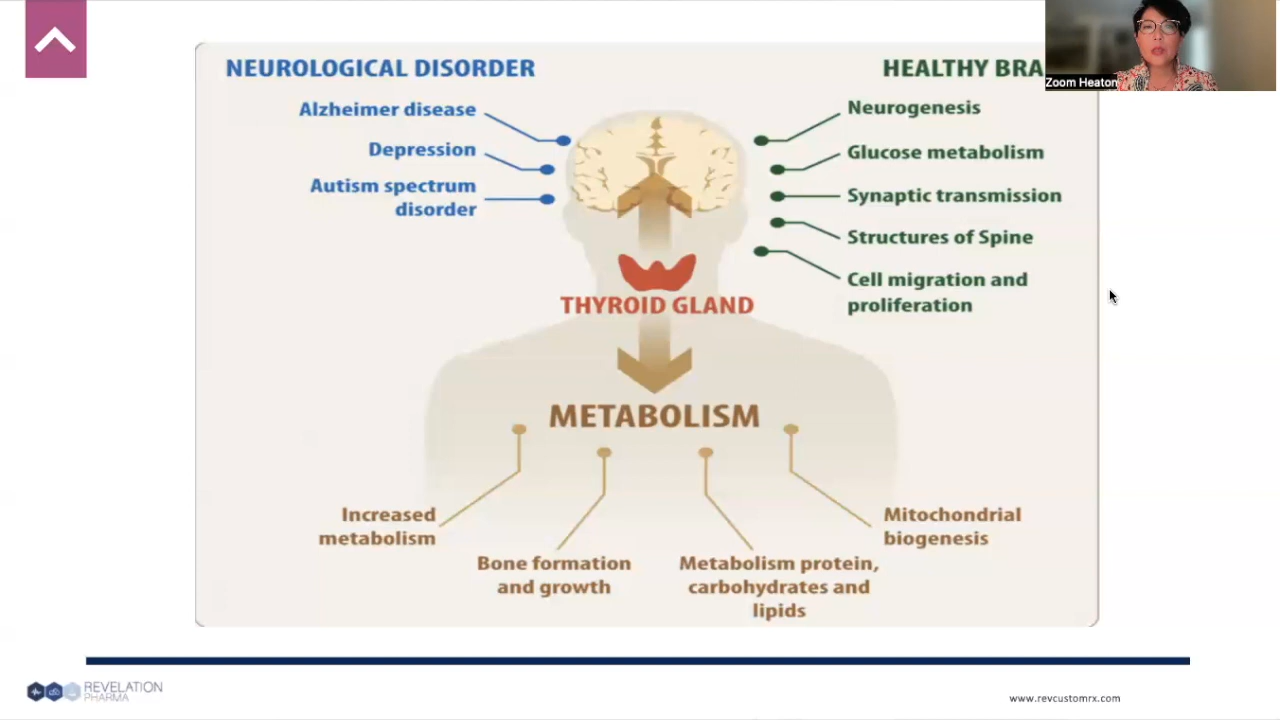 NEUROLOGICAL DISORDER
Alzheimer disease
Depression
Autism spectrum
disorder
HEALTHY BRA
Zoom Heaton
Neurogenesis
Glucose metabolism
Synaptic transmission
Structures of Spine
Cell migration and
proliferation
THYROID GLAND
METABOLISM
Increased
metabolism
Bone formation
and growth
Metabolism protein,
carbohydrates and
lipids
Mitochondrial
biogenesis
REVELATION
PHARMA
www.revcustomrx.com